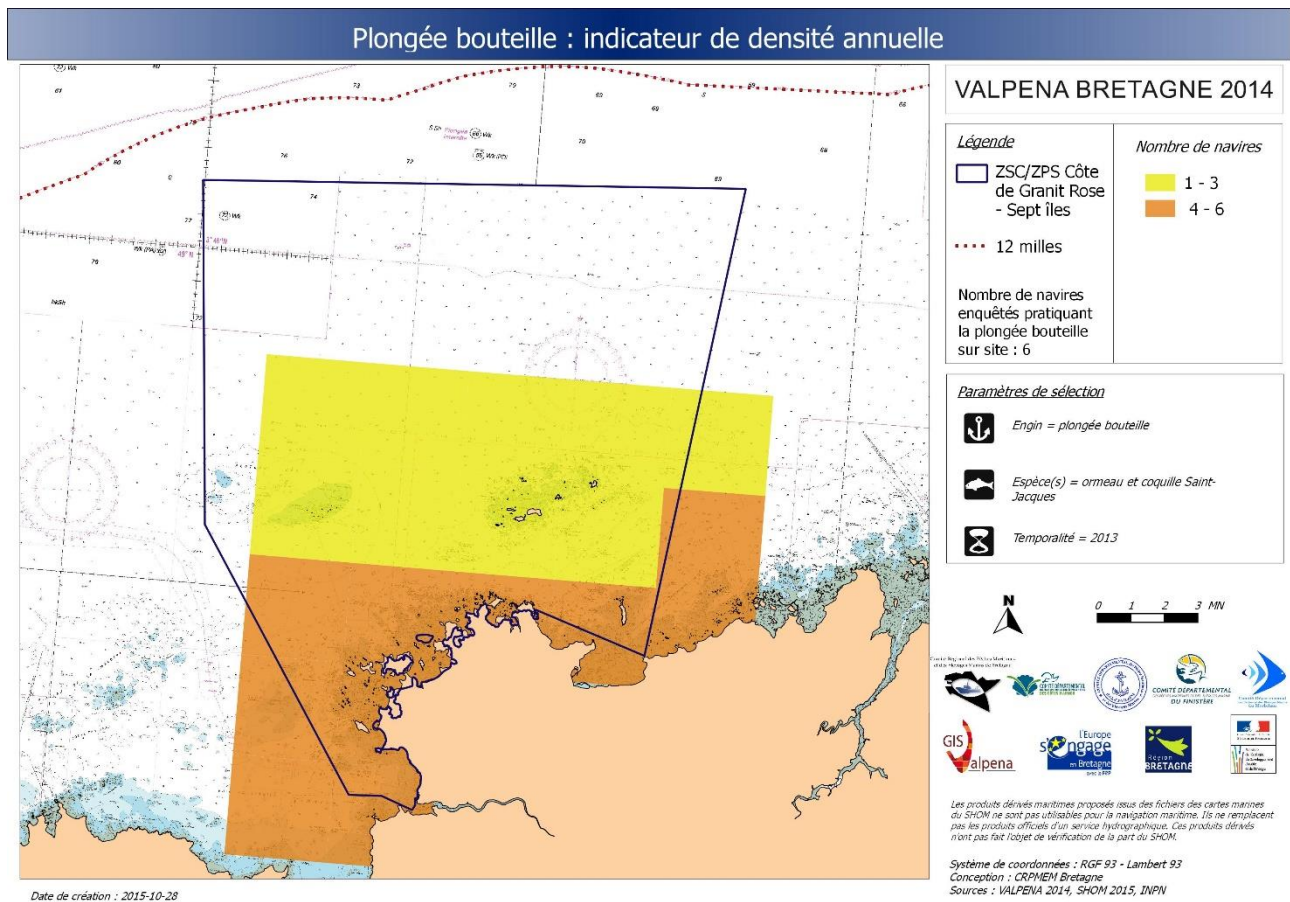 Plongée bouteille : indicateur de densité annuelle
VALPENA BRETAGNE 2014
Légende
ZSC/ZPS Côte
de Granit Rose
- Sept îles
12 milles
Nombre de navires
enquêtés pratiquant
la plongée bouteille
sur site : 6
Nombre de navires
1 - 3
4 - 6
Paramètres de sélection
Engin = plongée bouteille
Espèce(s) = ormeau et coquille Saint-
Jacques
Temporalité = 2013
N
0 1 2 3 MN
COMITÉ DÉPARTEMENTAL
DU FINISTÈRE
GIS
Valpena
l'Europe
s'engage
en Bretagne
Région
BRETAGNE
Les produits dérivés maritimes proposés issus des fichiers des cartes marines
du SHOM ne sont pas utilisables pour la navigation maritime. Ils ne remplacent
pas les produits officiels d'un service hydrographique. Ces produits dérivés
n'ont pas fait l'objet de vérification de la part du SHOM.
Système de coordonnées : RGF 93 - Lambert 93
Conception : CRPMEM Bretagne
Sources : VALPENA 2014, SHOM 2015, INPN
Date de création : 2015-10-28